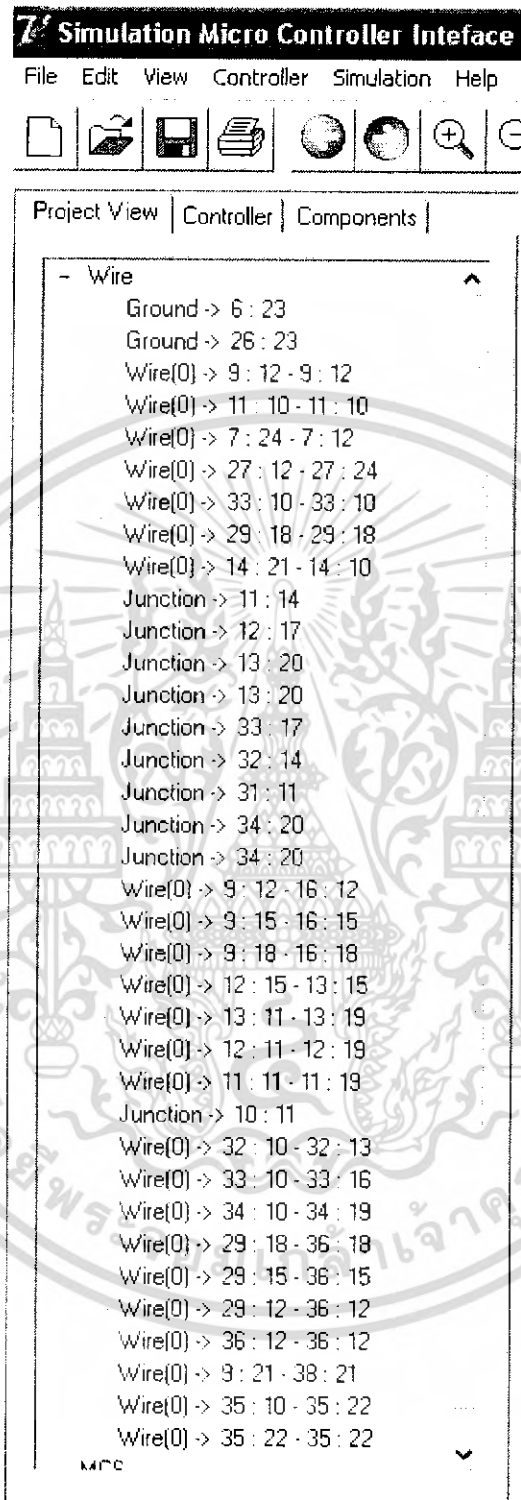 Simulation Micro Controller Inteface
File Edit View Controller Simulation Help
Project View Controller Components
- Wire
Ground -> 6 : 23
Ground -> 26 : 23
Wire(0) -> 9 : 12 - 9 : 12
Wire(0) -> 11 : 10 - 11 : 10
Wire(0) -> 7 : 24 - 7 : 12
Wire(0) -> 27 : 12 - 27 : 24
Wire(0) -> 33 : 10 - 33 : 10
Wire(0) -> 29 : 18 - 29 : 18
Wire(0) -> 14 : 21 - 14 : 10
Junction -> 11 : 14
Junction -> 12 : 17
Junction -> 13 : 20
Junction -> 13 : 20
Junction -> 33 : 17
Junction -> 32 : 14
Junction -> 31 : 11
Junction -> 34 : 20
Junction -> 34 : 20
Wire(0) -> 9 : 12 - 16 : 12
Wire(0) -> 9 : 15 - 16 : 15
Wire(0) -> 9 : 18 - 16 : 18
Wire(0) -> 12 : 15 - 13 : 15
Wire(0) -> 13 : 11 - 13 : 19
Wire(0) -> 12 : 11 - 12 : 19
Wire(0) -> 11 : 11 - 11 : 19
Junction -> 10 : 11
Wire(0) -> 32 : 10 - 32 : 13
Wire(0) -> 33 : 10 - 33 : 16
Wire(0) -> 34 : 10 - 34 : 19
Wire(0) -> 29 : 18 - 36 : 18
Wire(0) -> 29 : 15 - 36 : 15
Wire(0) -> 29 : 12 - 36 : 12
Wire(0) -> 36 : 12 - 36 : 12
Wire(0) -> 9 : 21 - 38 : 21
Wire(0) -> 35 : 10 - 35 : 22
Wire(0) -> 35 : 22 - 35 : 22